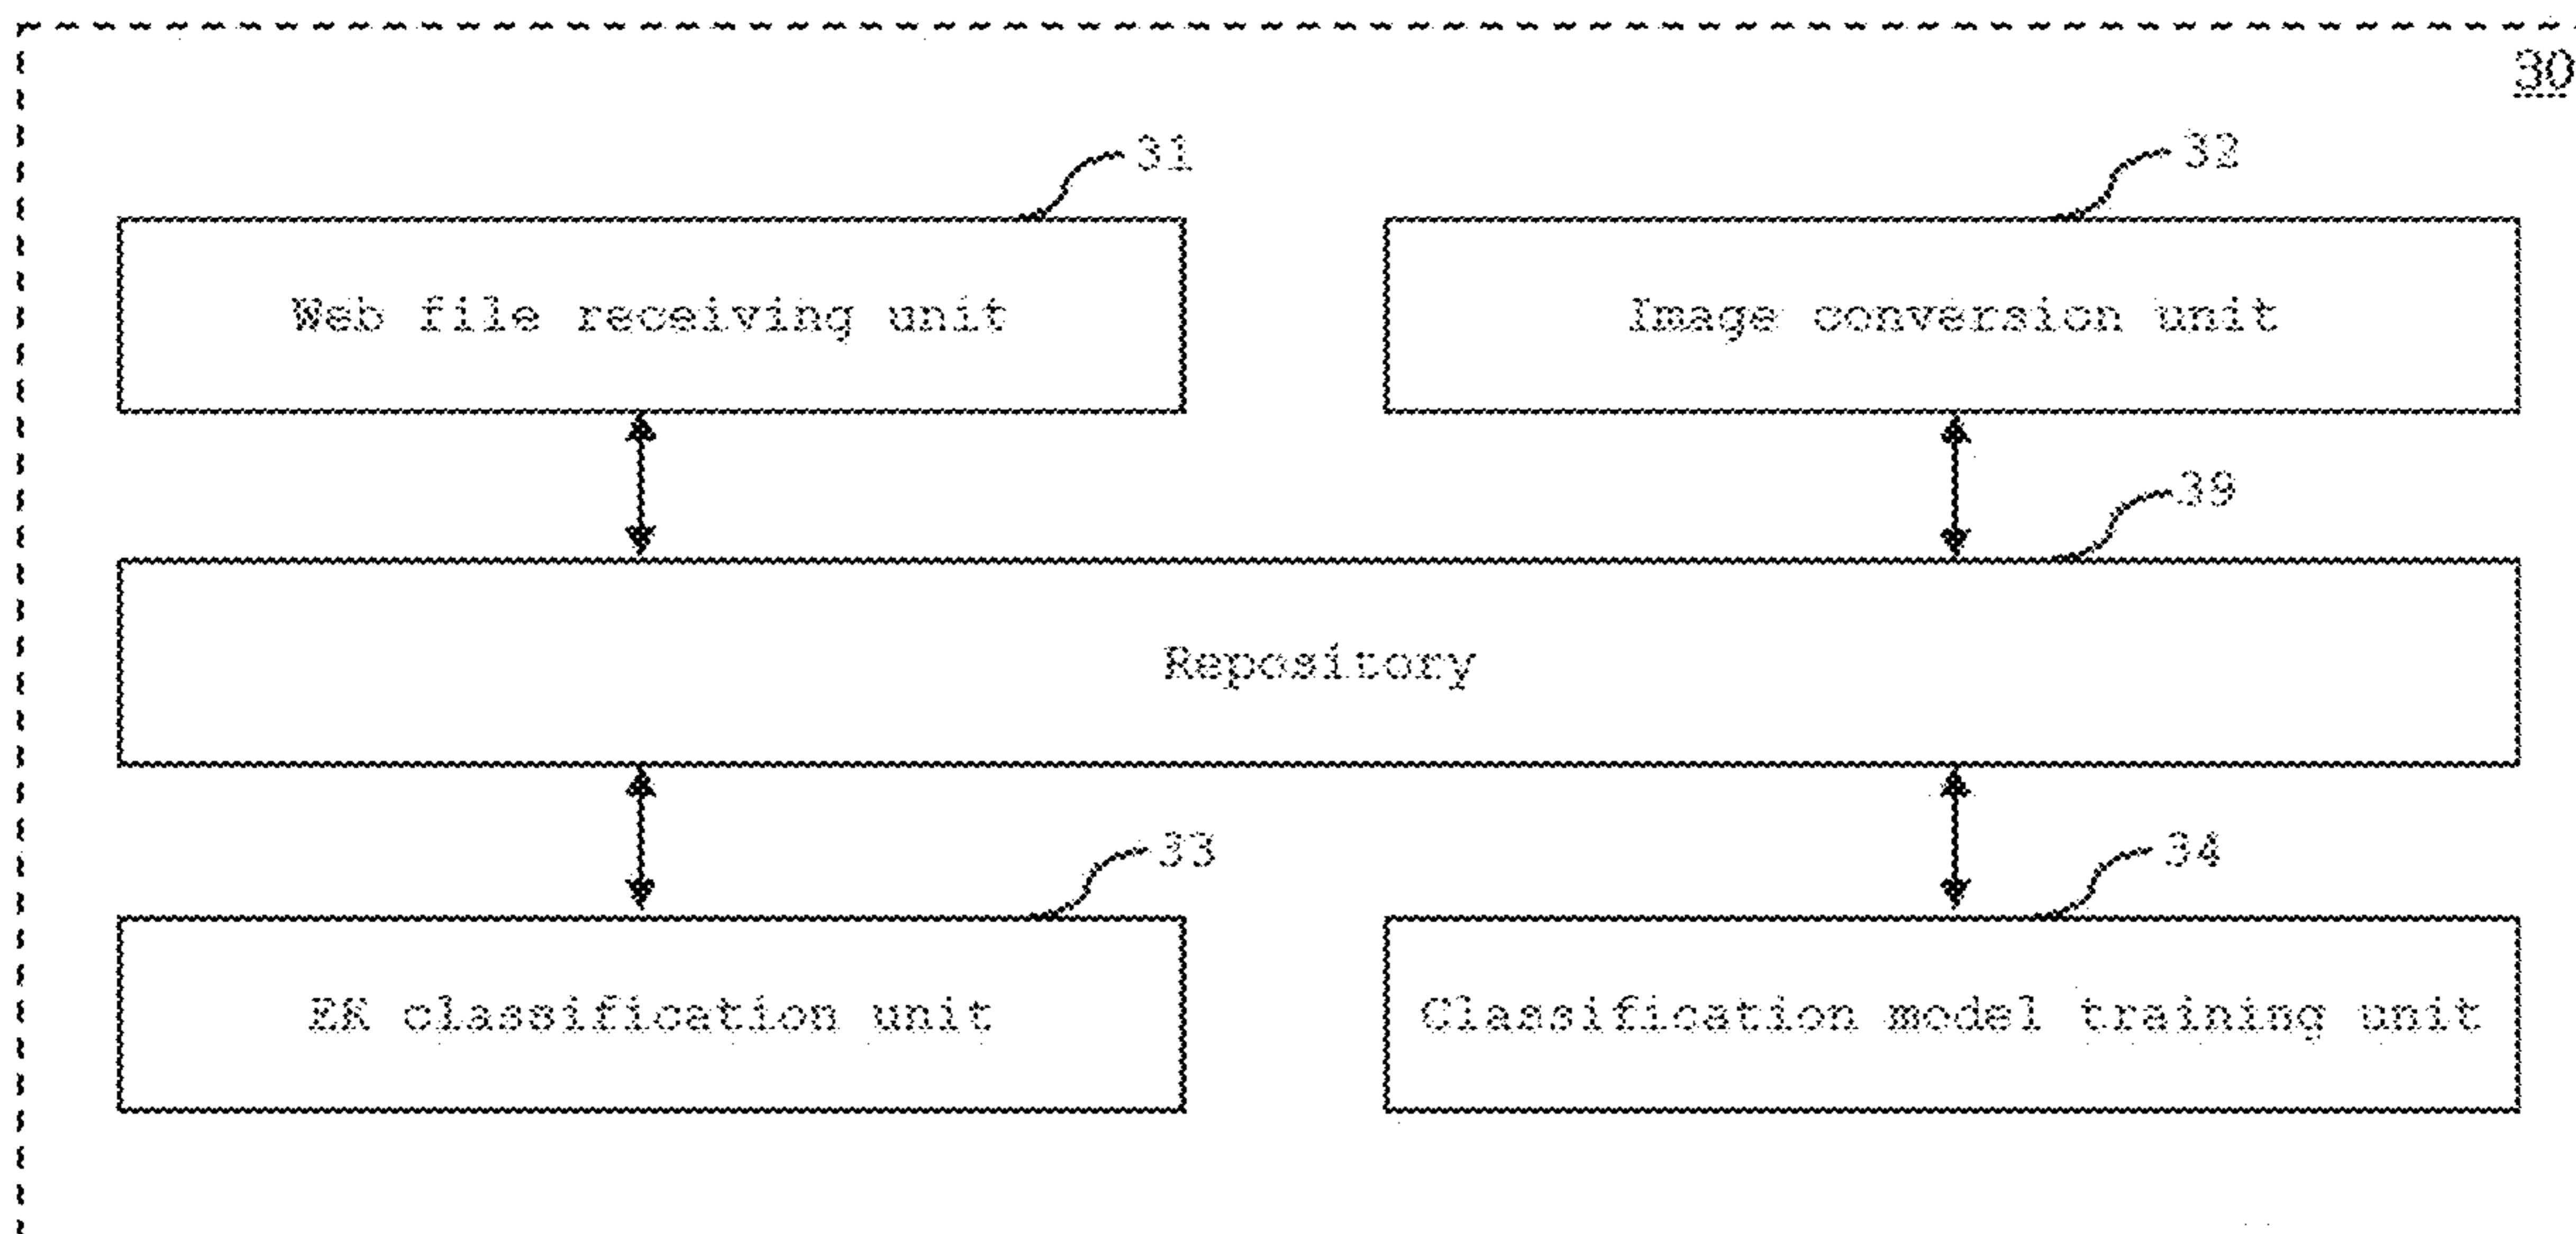 30
31
32
Web file receiving unit
Image conversion unit
39
Repository
33
34
EK classification unit
Classification model training unit